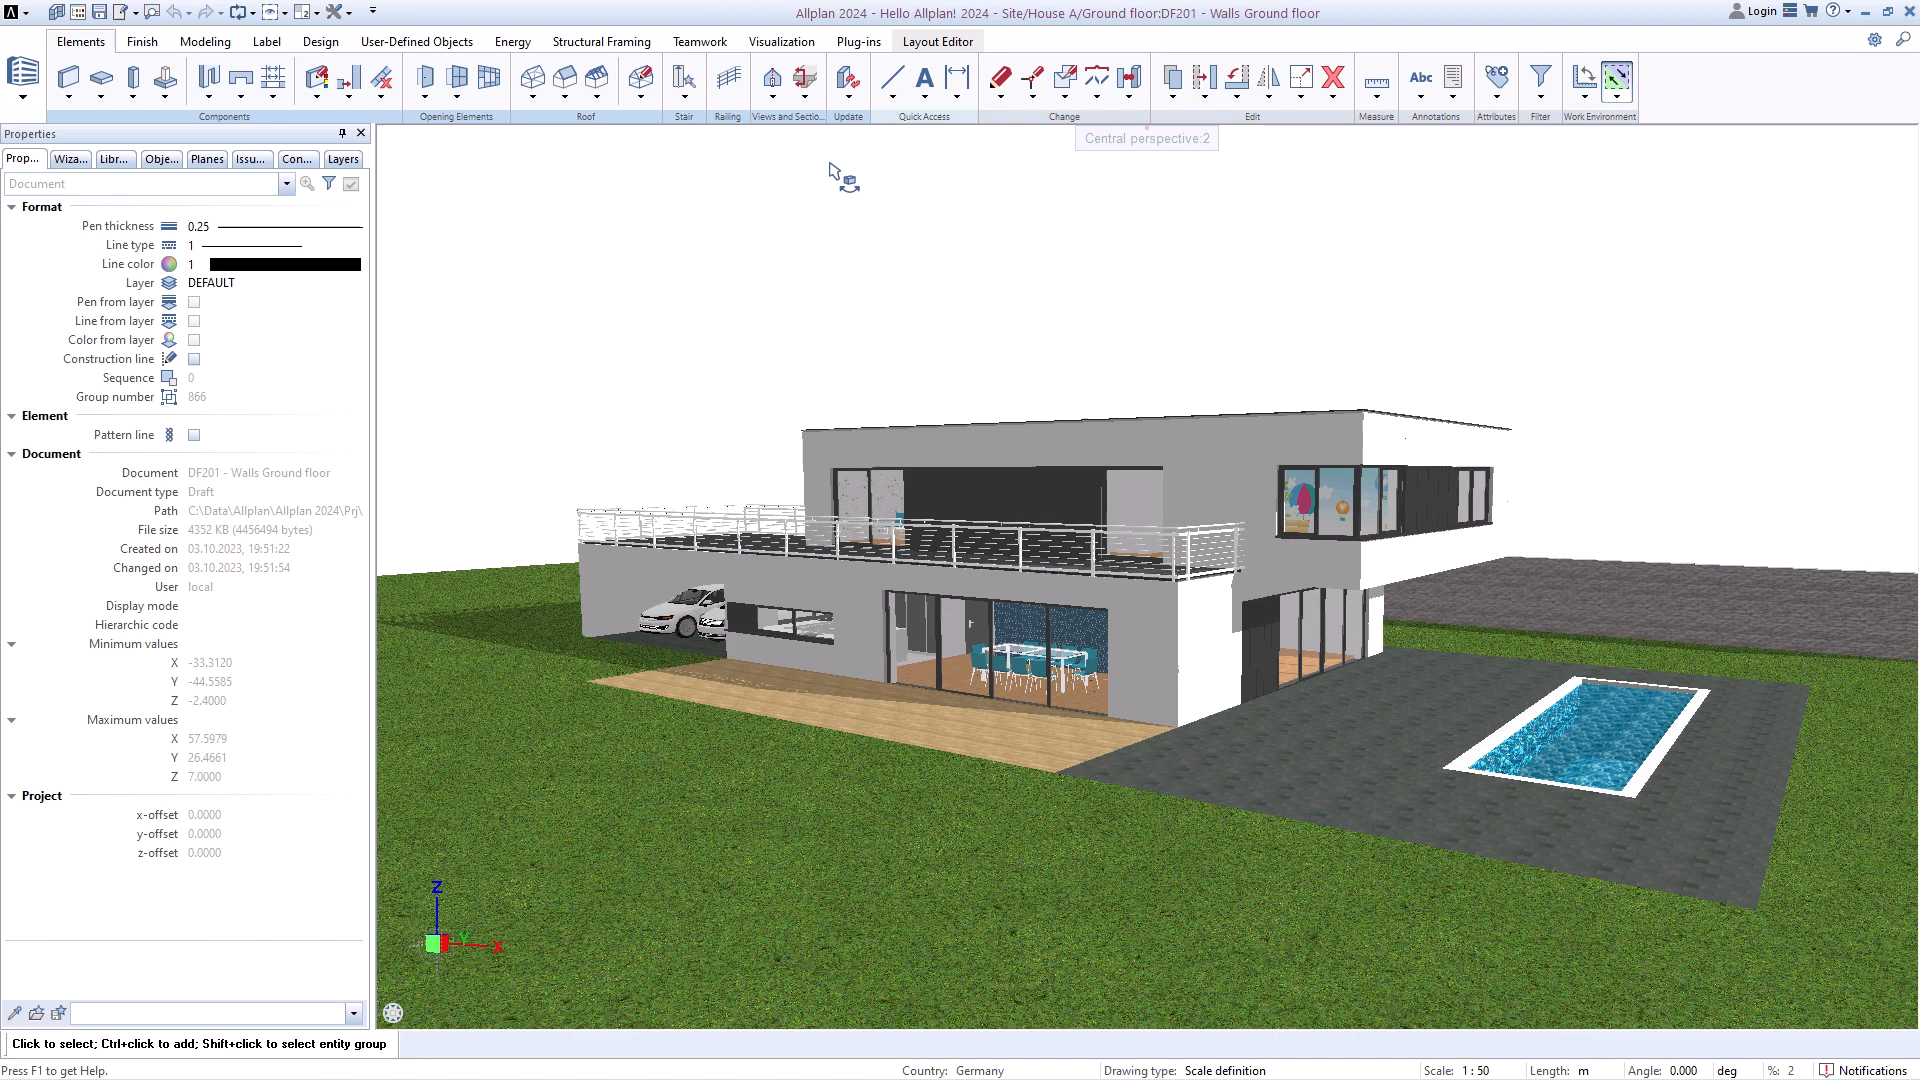 Allplan 2024 - Hello Allplan! 2024 - Site/House A/Ground floor:DF201 - Walls Ground floor
Login
Elements Finish Modeling Label Design User-Defined Objects Energy Structural Framing Teamwork Visualization Plug-ins Layout Editor
Abc
Components Opening Elements Roof Stair Railing Views and Sectio... Update Quick Access Change Edit Measure Annotations Attributes Filter Work Environment
Properties
Prop... Wiza... Libr... Obje... Planes Issu... Con... Layers
Central perspective:2
Document
Format
Pen thickness 0.25
Line type 1
Line color 1
Layer DEFAULT
Pen from layer
Line from layer
Color from layer
Construction line
Sequence 0
Group number 866
Element
Pattern line
Document
Document DF201 - Walls Ground floor
Document type Draft
Path C:\Data\Allplan\Allplan 2024\Prj\
File size 4352 KB (4456494 bytes)
Created on 03.10.2023, 19:51:22
Changed on 03.10.2023, 19:51:54
User local
Display mode
Hierarchic code
Minimum values
X -33.3120
Y -44.5585
Z -2.4000
Maximum values
X 57.5979
Y 26.4661
Z 7.0000
Project
x-offset 0.0000
y-offset 0.0000
z-offset 0.0000
Z
Y
X
Click to select; Ctrl+click to add; Shift+click to select entity group
Press F1 to get Help. Country: Germany Drawing type: Scale definition Scale: 1 : 50 Length: m Angle: 0.000 deg %: 2 Notifications